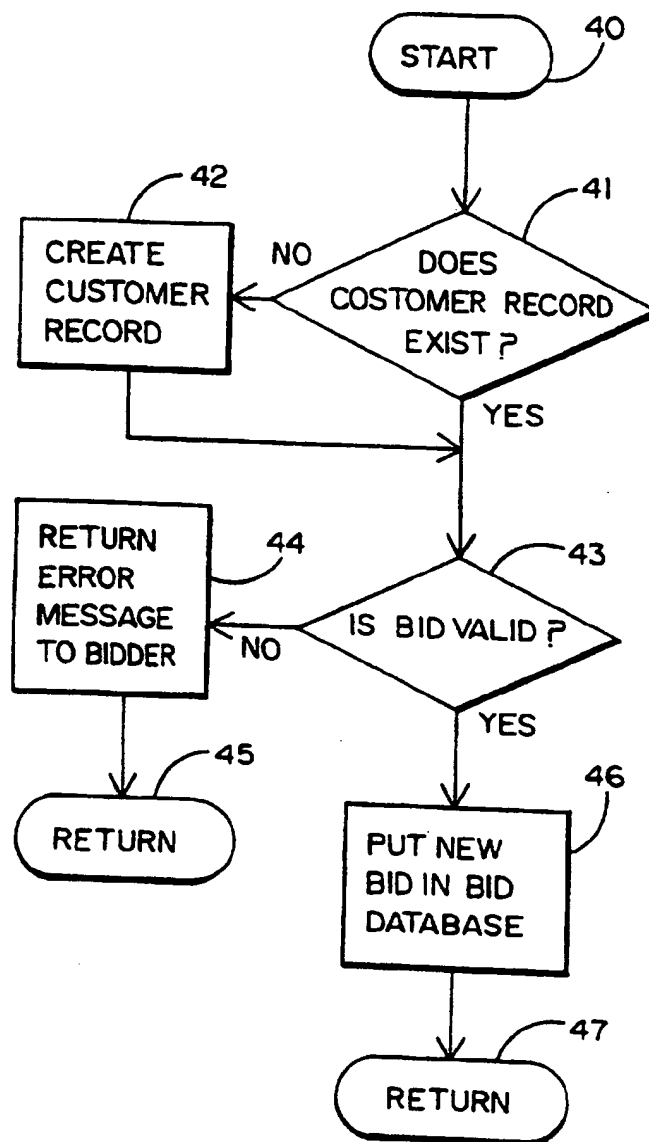 40
START
42
41
CREATE
CUSTOMER
RECORD
NO
DOES
COSTOMER RECORD
EXIST?
YES
RETURN
ERROR
MESSAGE
TO BIDDER
44
43
IS BID VALID?
NO
YES
45
RETURN
46
PUT NEW
BID IN BID
DATABASE
47
RETURN